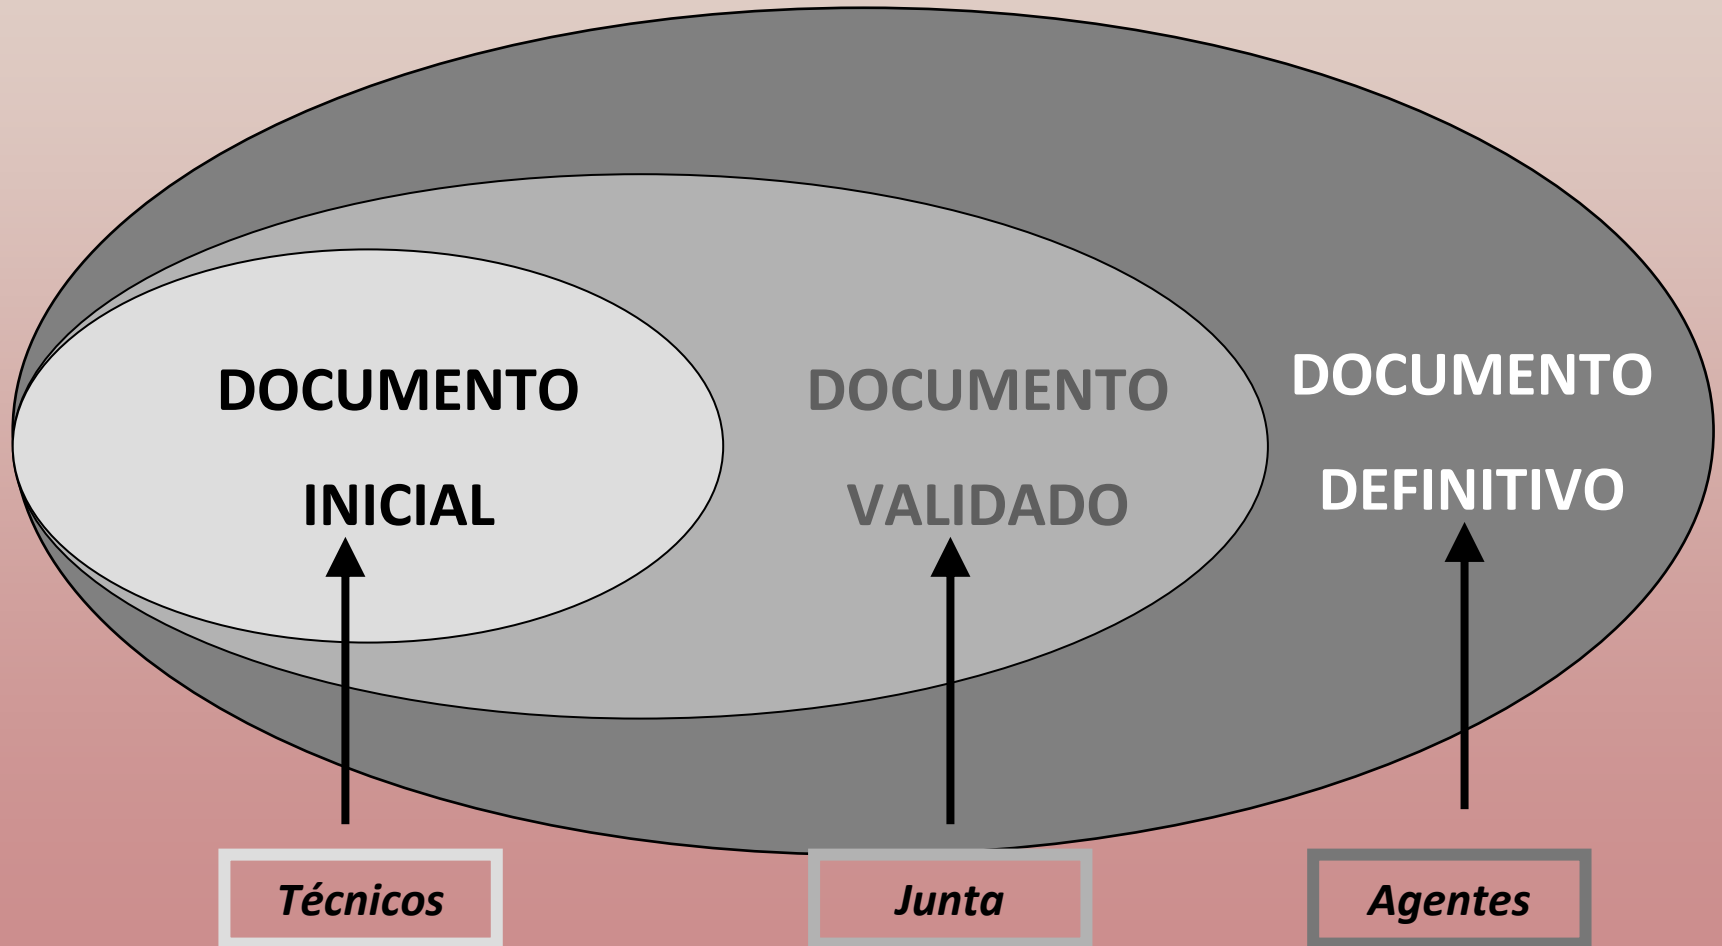 DOCUMENTO
INICIAL
DOCUMENTO
VALIDADO
DOCUMENTO
DEFINITIVO
Técnicos
Junta
Agentes